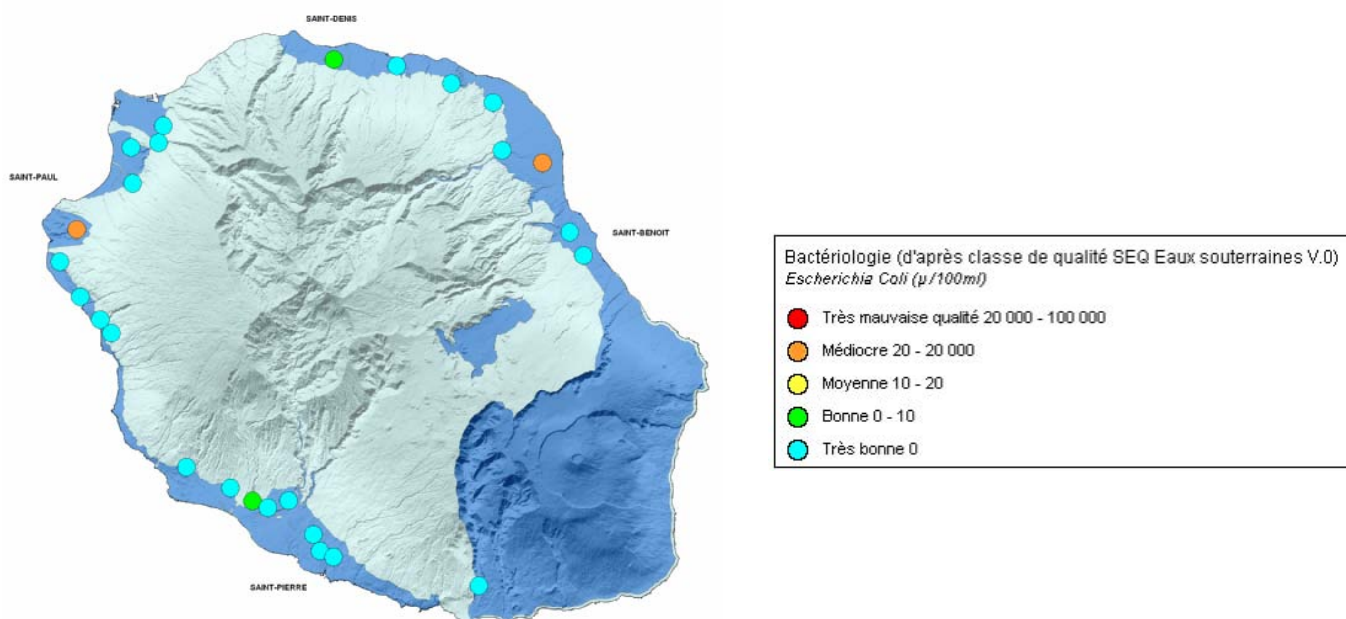 SAINT-DENIS
SAINT-PAUL
SAINT-BENOIT
SAINT-PIERRE
Bactériologie (d'après classe de qualité SEQ Eaux souterraines V.0)
Escherichia Coli (µ/100ml)
Très mauvaise qualité 20 000 - 100 000
Médiocre 20 - 20 000
Moyenne 10 - 20
Bonne 0 - 10
Très bonne 0